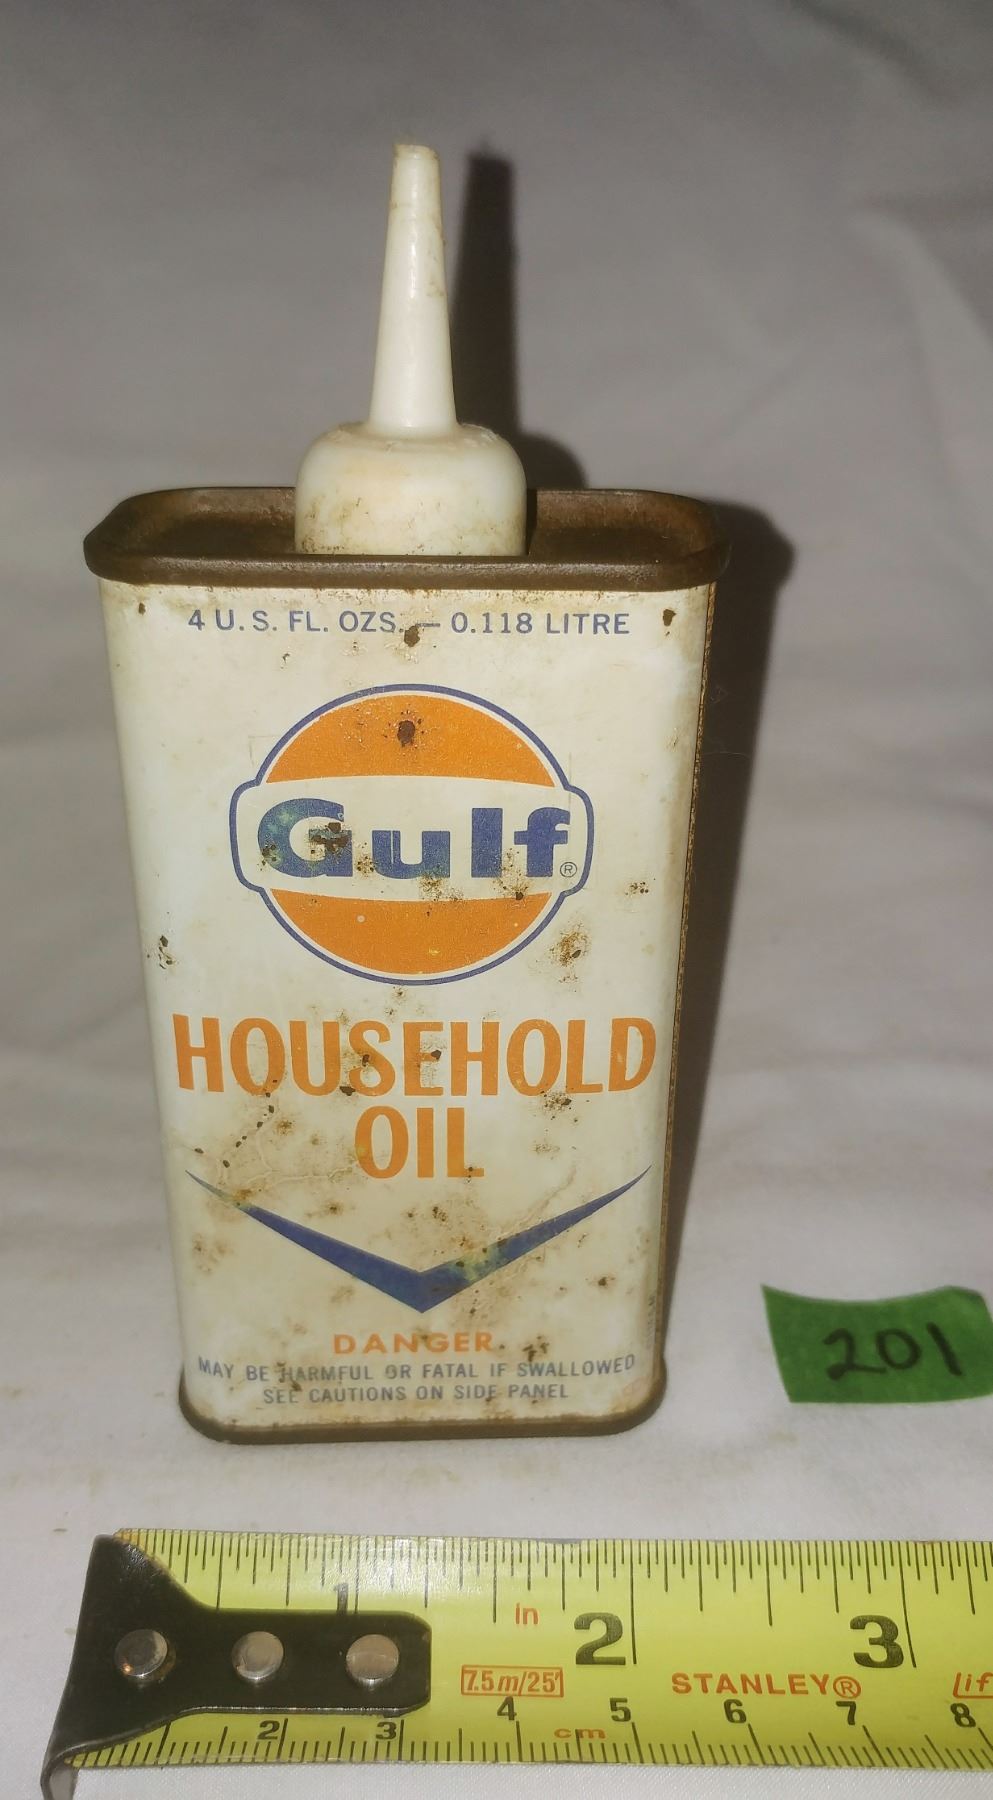 4 U.S. FL. OZS. — 0.118 LITRE
Gulf®
HOUSEHOLD
OIL
DANGER
MAY BE HARMFUL OR FATAL IF SWALLOWED
SEE CAUTIONS ON SIDE PANEL
201
1 in 2 3
7.5m/25' STANLEY®
2 3 4 5 6 7 8
cm